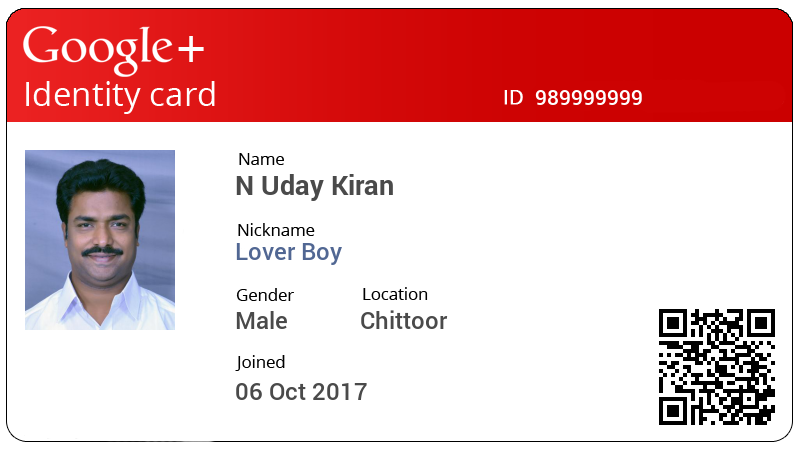 Google+
Identity card
ID 989999999
Name
N Uday Kiran
Nickname
Lover Boy
Gender Location
Male Chittoor
Joined
06 Oct 2017